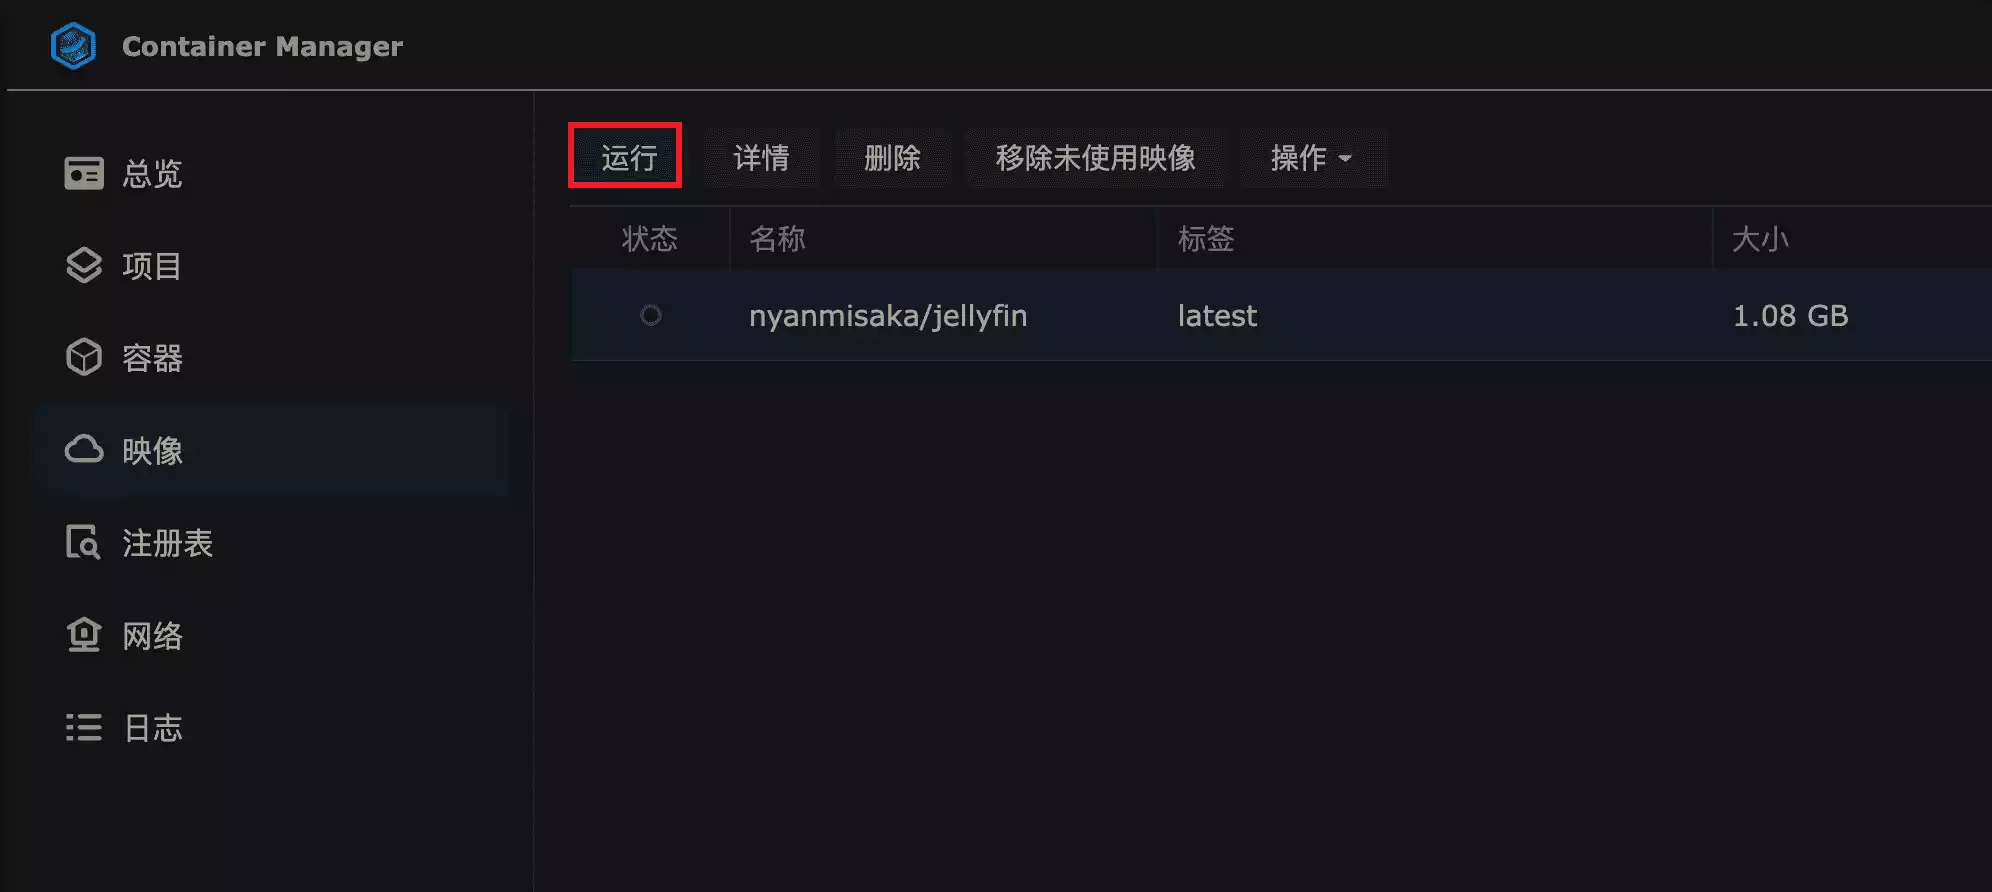 Container Manager
总览
项目
容器
映像
注册表
网络
日志
运行 详情 删除 移除未使用映像 操作
状态 名称 标签 大小
nyanmisaka/jellyfin latest 1.08 GB